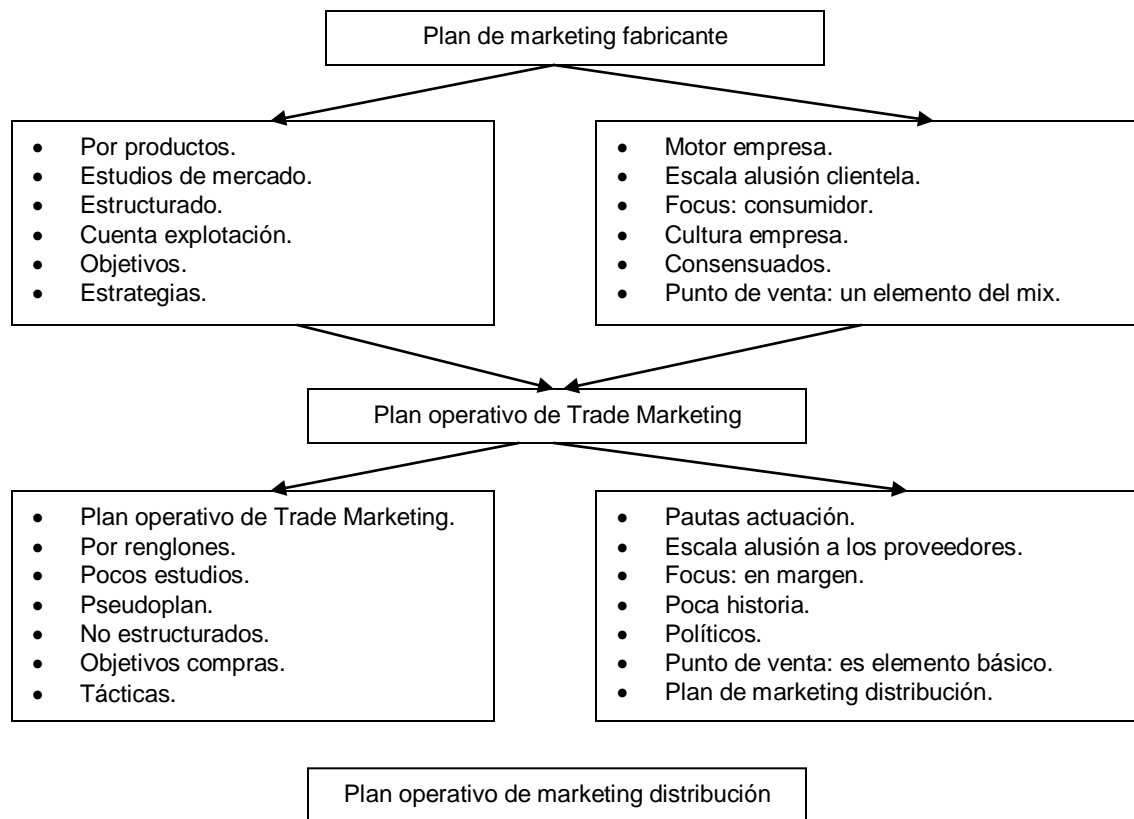 Plan de marketing fabricante
• Por productos.
• Estudios de mercado.
• Estructurado.
• Cuenta explotación.
• Objetivos.
• Estrategias.
• Motor empresa.
• Escala alusión clientela.
• Focus: consumidor.
• Cultura empresa.
• Consensuados.
• Punto de venta: un elemento del mix.
Plan operativo de Trade Marketing
• Plan operativo de Trade Marketing.
• Por renglones.
• Pocos estudios.
• Pseudoplan.
• No estructurados.
• Objetivos compras.
• Tácticas.
• Pautas actuación.
• Escala alusión a los proveedores.
• Focus: en margen.
• Poca historia.
• Políticos.
• Punto de venta: es elemento básico.
• Plan de marketing distribución.
Plan operativo de marketing distribución